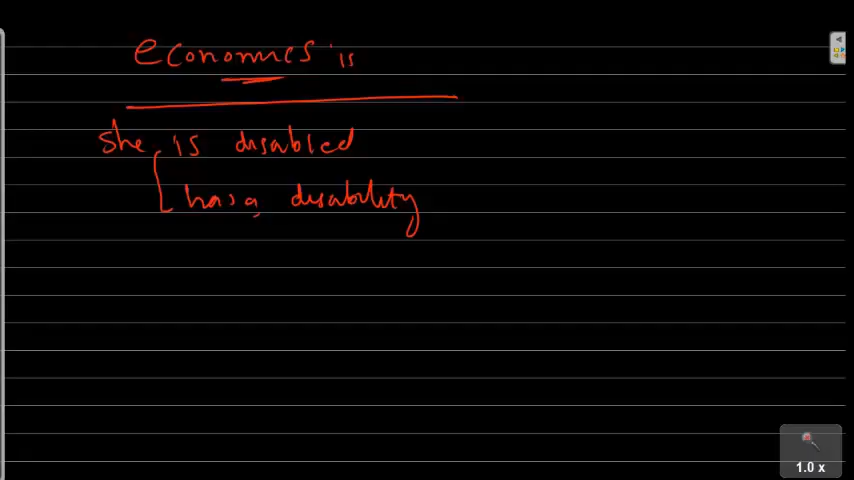 economics is
She is disabled
has a disability
1.0 x